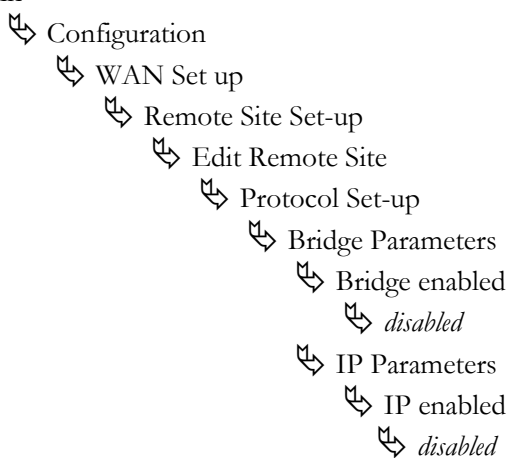 Configuration
WAN Set up
Remote Site Set-up
Edit Remote Site
Protocol Set-up
Bridge Parameters
Bridge enabled
disabled
IP Parameters
IP enabled
disabled